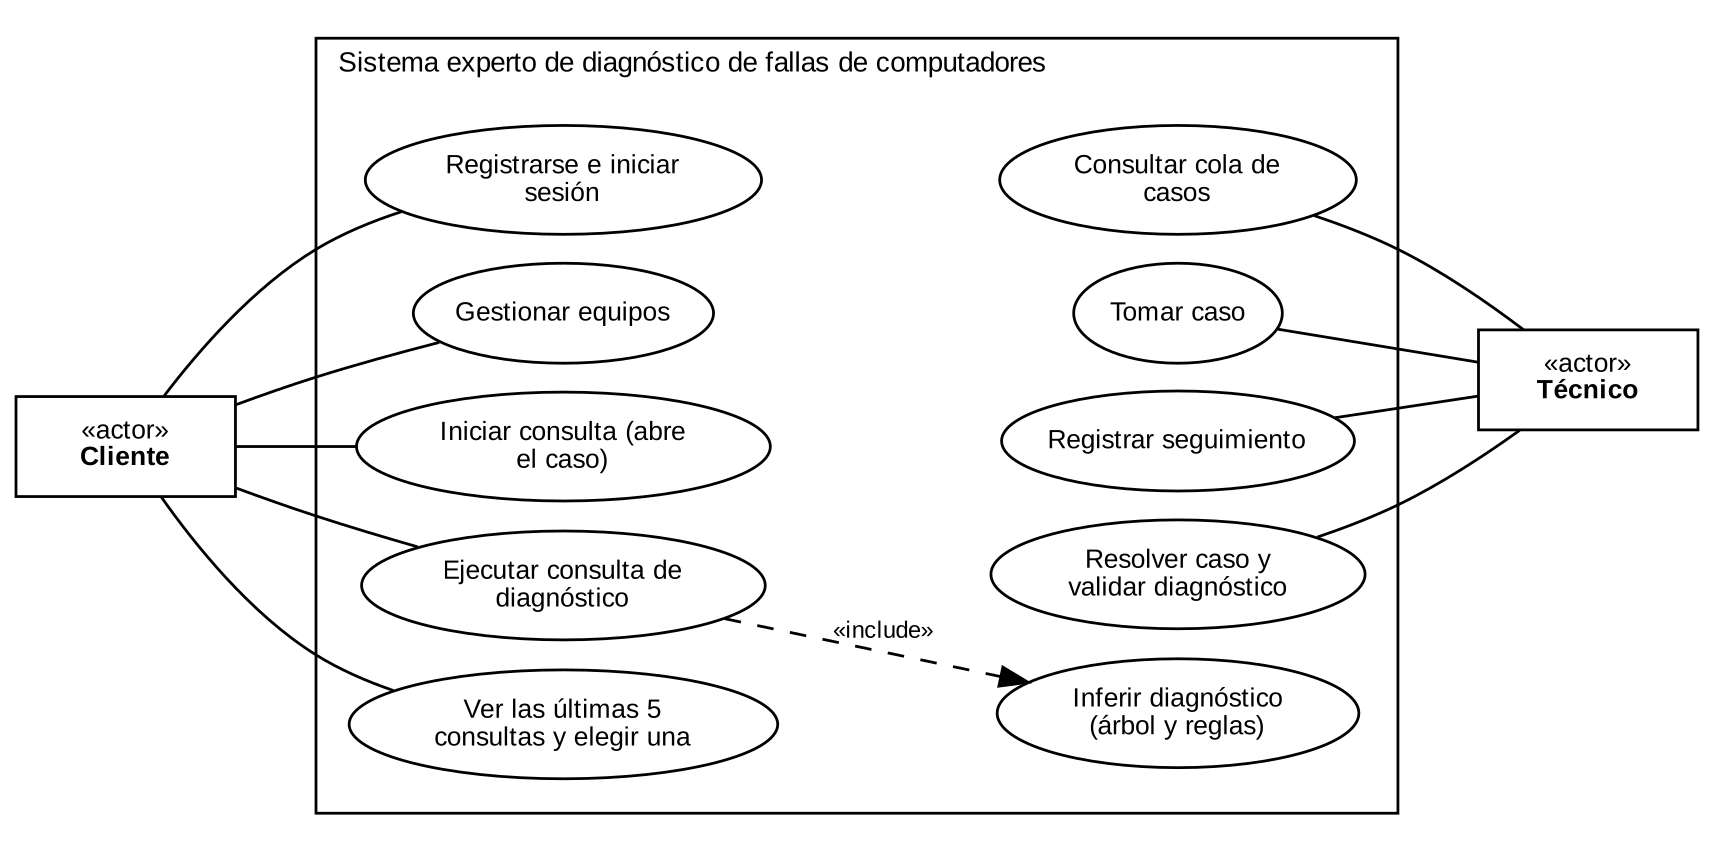 Sistema experto de diagnóstico de fallas de computadores
Registrarse e iniciar
sesión
Gestionar equipos
«actor»
Cliente
Iniciar consulta (abre
el caso)
Ejecutar consulta de
diagnóstico
Ver las últimas 5
consultas y elegir una
«include»
Consultar cola de
casos
Tomar caso
«actor»
Técnico
Registrar seguimiento
Resolver caso y
validar diagnóstico
Inferir diagnóstico
(árbol y reglas)